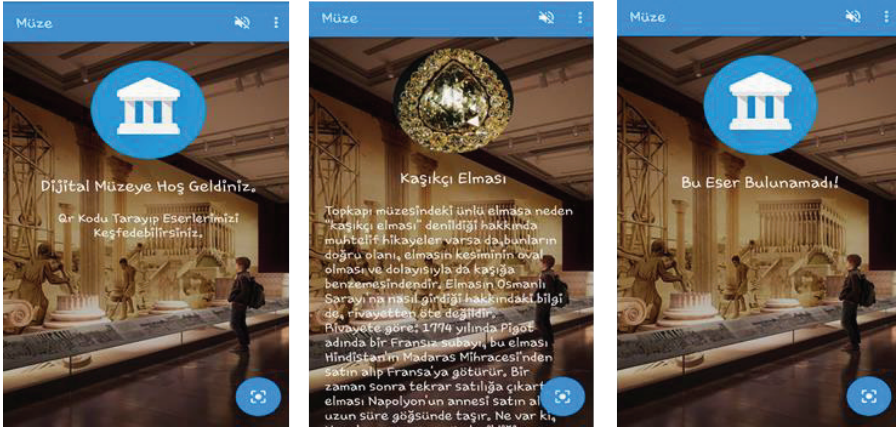 Müze
Dijital Müzeye Hoş Geldiniz.
Qr Kodu Tarayıp Eserlerimizi
Keşfedebilirsiniz.
Müze
Kaşıkçı Elması
Topkapı müzesindeki ünlü elmasa neden
"kaşıkçı elması" denildiği hakkında
muhtelif hikayeler varsa da,bunların
doğru olanı, elmasın kesiminin oval
olması ve dolayısıyla da kaşığa
benzemesindendir. Elmasın Osmanlı
Sarayı'na nasıl girdiği hakkındaki bilgi
de, rivayetten öte değildir.
Rivayete göre; 1774 yılında Pigot
adında bir Fransız subayı, bu elması
Hindistan'ın Madaras Mihracesi'nden
satın alıp Fransa'ya götürür. Bir
zaman sonra tekrar satılığa çıkart
elması Napolyon'un annesi satın al
uzun süre göğsünde taşır. Ne var ki,
Müze
Bu Eser Bulunamadı!